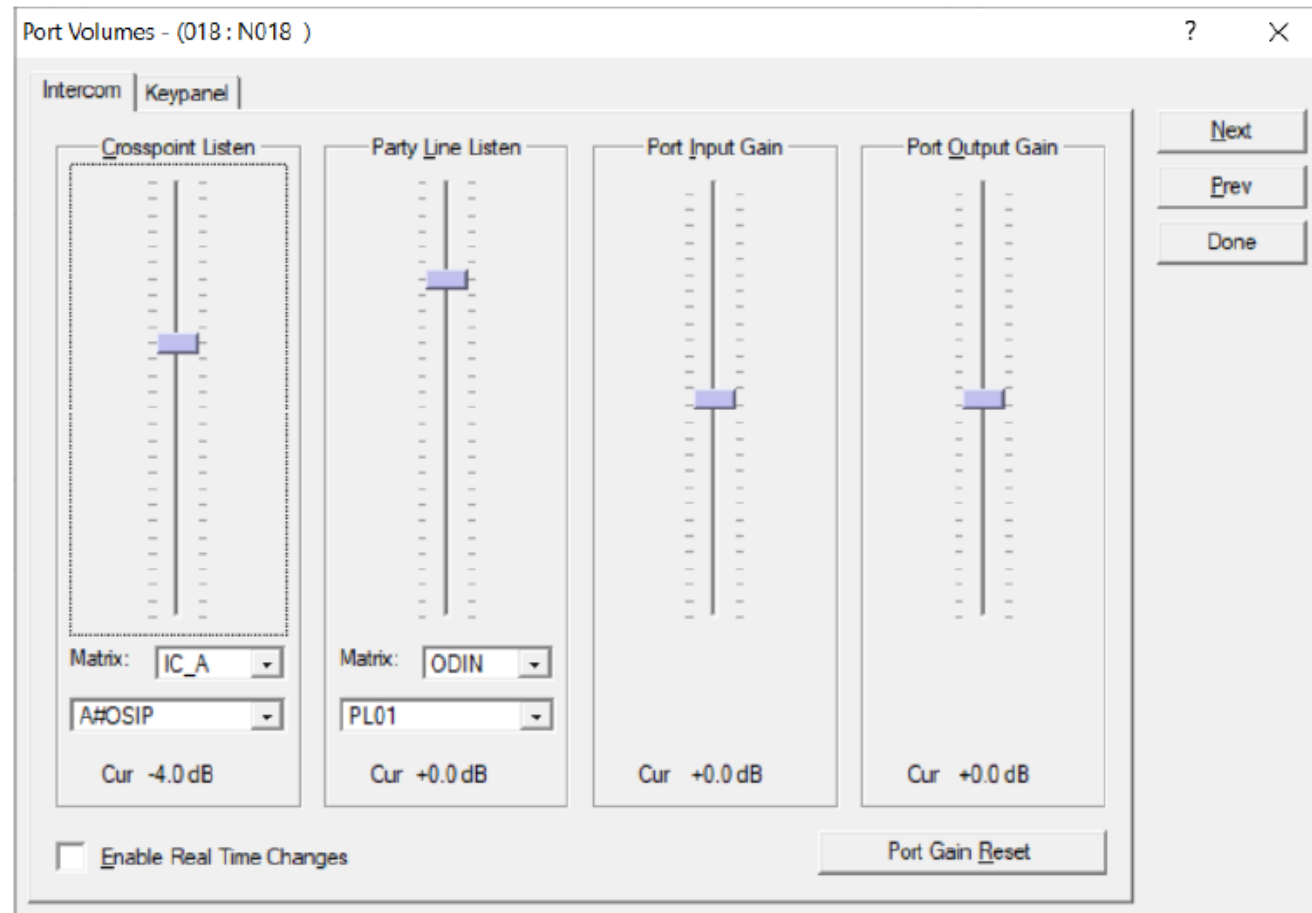 Port Volumes - (018 : N018 )
?
Intercom
Keypanel
Crosspoint Listen
Party Line Listen
Port Input Gain
Port Output Gain
Next
Prev
Done
Matrix: IC_A
A#OSIP
Cur -4.0 dB
Matrix: ODIN
PL01
Cur +0.0 dB
Cur +0.0 dB
Cur +0.0 dB
Enable Real Time Changes
Port Gain Reset